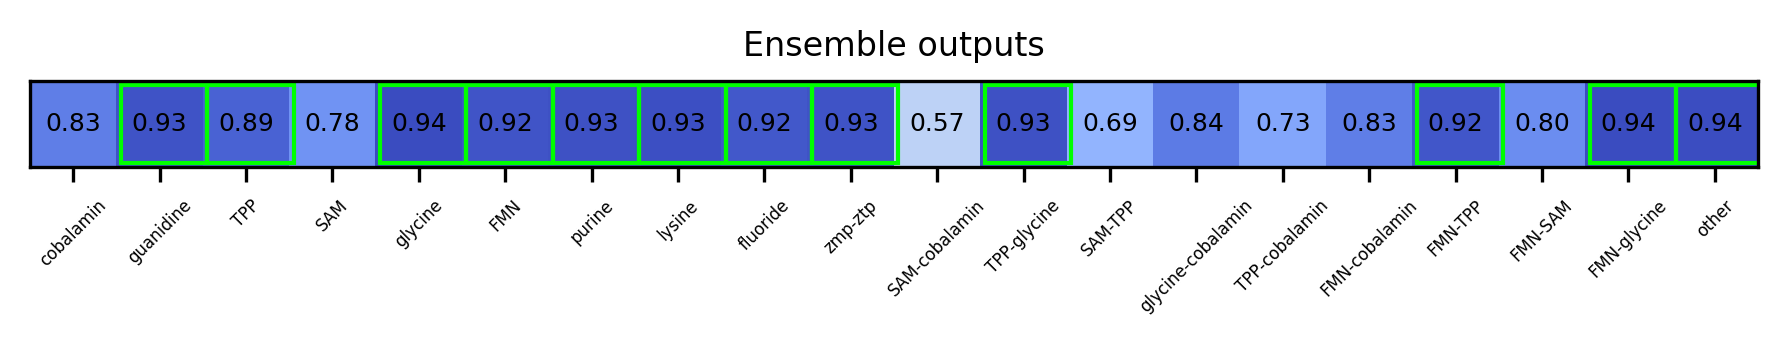 Ensemble outputs
0.83 0.93 0.89 0.78 0.94 0.92 0.93 0.93 0.92 0.93 0.57 0.93 0.69 0.84 0.73 0.83 0.92 0.80 0.94 0.94
cobalamin guanidine TPP SAM glycine FMN purine lysine fluoride zmp-ztp SAM-cobalamin TPP-glycine SAM-TPP glycine-cobalamin TPP-cobalamin FMN-cobalamin FMN-TPP FMN-SAM FMN-glycine other